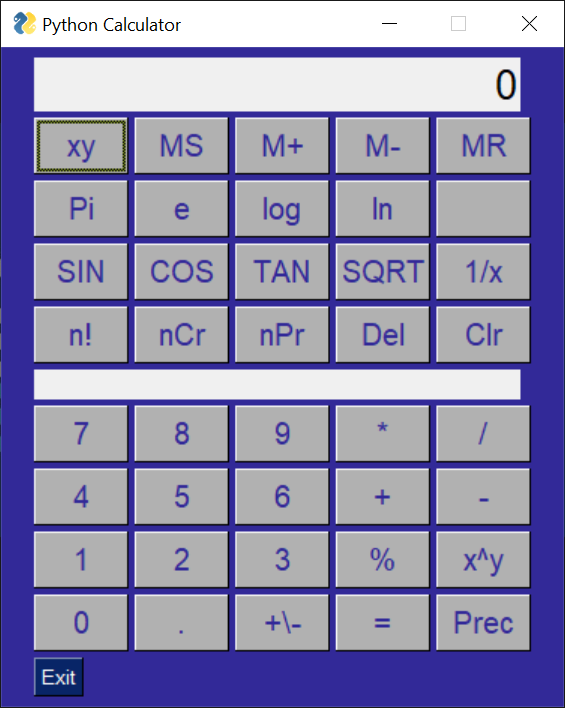 Python Calculator
0
xy MS M+ M- MR
Pi e log ln
SIN COS TAN SQRT 1/x
n! nCr nPr Del Clr
7 8 9 * /
4 5 6 + -
1 2 3 % x^y
0 . +\- = Prec
Exit